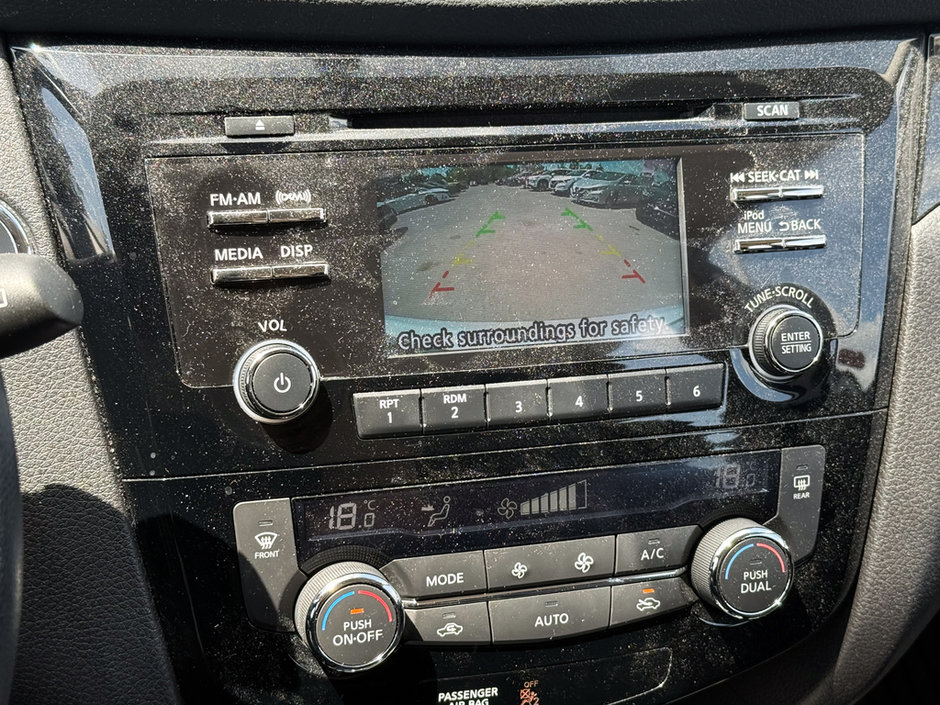 SCAN
FM·AM
SEEK·CAT
iPod
MENU BACK
MEDIA DISP
VOL
TUNE·SCROLL
ENTER
SETTING
Check surroundings for safety
RPT
1
RDM
2
3
4
5
6
18.0 °C
18.0
FRONT
REAR
MODE
A/C
AUTO
PUSH
ON·OFF
PUSH
DUAL
PASSENGER
AIR BAG
OFF